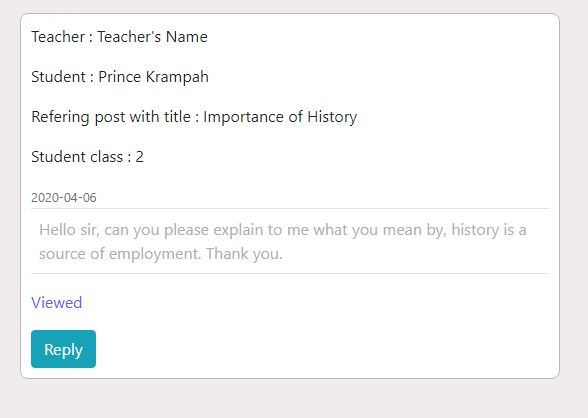 Teacher : Teacher's Name
Student : Prince Krampah
Refering post with title : Importance of History
Student class : 2
2020-04-06
Hello sir, can you please explain to me what you mean by, history is a
source of employment. Thank you.
Viewed
Reply